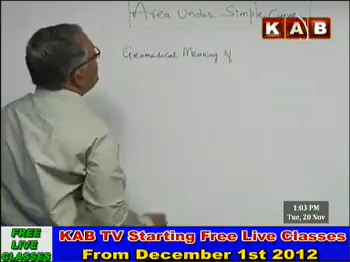 Area Under Simple Curve
KAB
Geometrical Meaning of
1:03 PM
Tue, 20 Nov
FREE
LIVE
CLASSES
KAB TV Starting Free Live Classes
From December 1st 2012